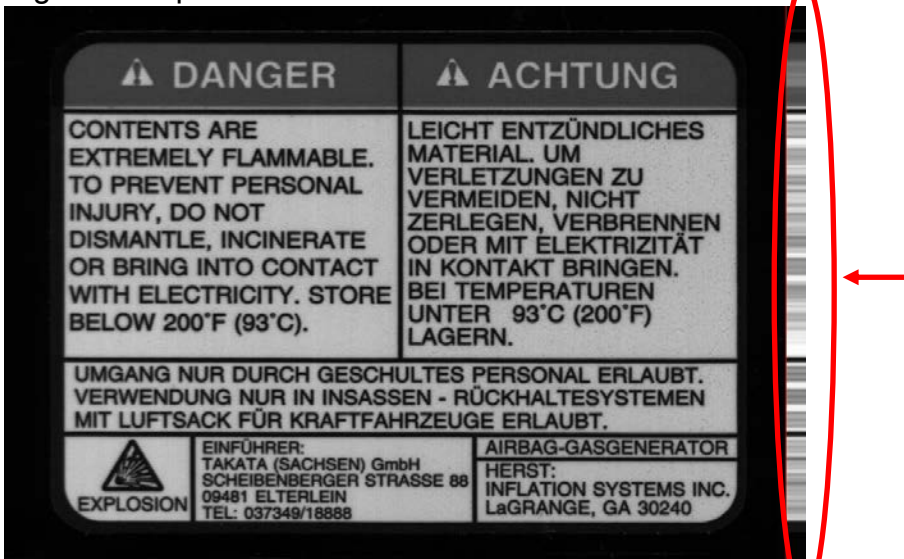 DANGER
CONTENTS ARE
EXTREMELY FLAMMABLE.
TO PREVENT PERSONAL
INJURY, DO NOT
DISMANTLE, INCINERATE
OR BRING INTO CONTACT
WITH ELECTRICITY. STORE
BELOW 200°F (93°C).
ACHTUNG
LEICHT ENTZÜNDLICHES
MATERIAL. UM
VERLETZUNGEN ZU
VERMEIDEN, NICHT
ZERLEGEN, VERBRENNEN
ODER MIT ELEKTRIZITÄT
IN KONTAKT BRINGEN.
BEI TEMPERATUREN
UNTER 93°C (200°F)
LAGERN.
UMGANG NUR DURCH GESCHULTES PERSONAL ERLAUBT.
VERWENDUNG NUR IN INSASSEN - RÜCKHALTESYSTEMEN
MIT LUFTSACK FÜR KRAFTFAHRZEUGE ERLAUBT.
EXPLOSION
EINFÜHRER:
TAKATA (SACHSEN) GmbH
SCHEIBENBERGER STRASSE 88
09481 ELTERLEIN
TEL: 037349/18888
AIRBAG-GASGENERATOR
HERST:
INFLATION SYSTEMS INC.
LaGRANGE, GA 30240